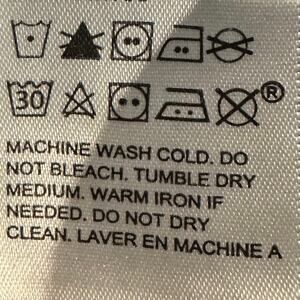 30 ®
MACHINE WASH COLD. DO
NOT BLEACH. TUMBLE DRY
MEDIUM. WARM IRON IF
NEEDED. DO NOT DRY
CLEAN. LAVER EN MACHINE A